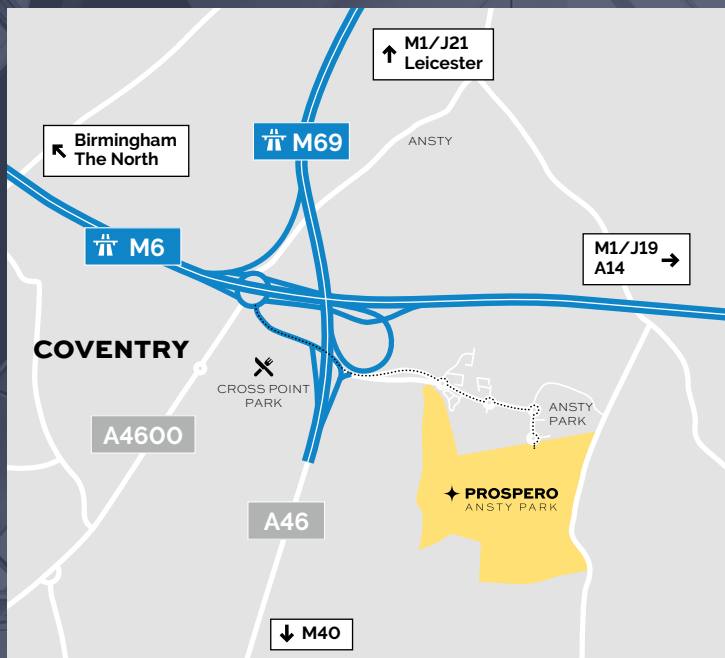 M1/J21
Leicester
Birmingham
The North
M69
ANSTY
M6
M1/J19
A14
COVENTRY
CROSS POINT
PARK
A4600
ANSTY
PARK
PROSPERO
ANSTY PARK
A46
M40